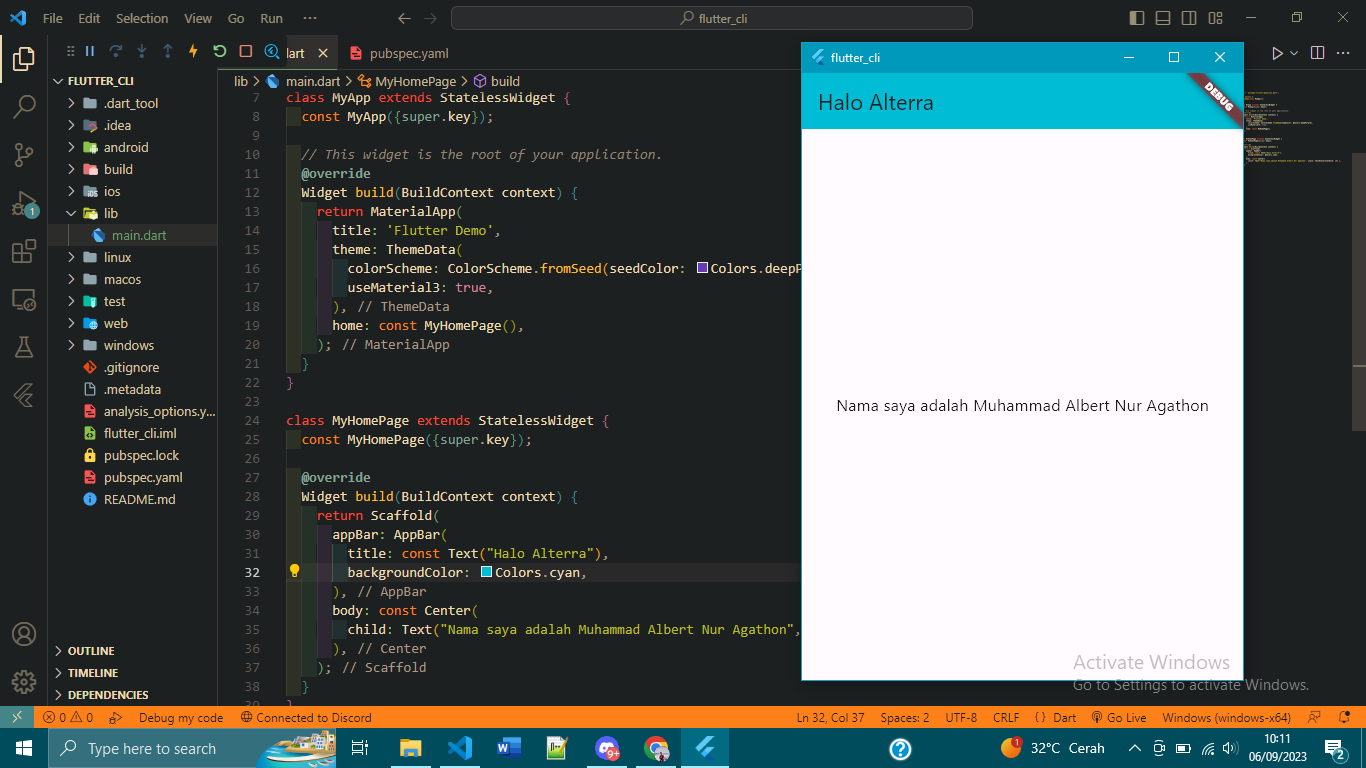 File Edit Selection View Go Run ··· flutter_cli
art pubspec.yaml
FLUTTER_CLI
.dart_tool
.idea
android
build
ios
lib
main.dart
linux
macos
test
web
windows
.gitignore
.metadata
analysis_options.y...
flutter_cli.iml
pubspec.lock
pubspec.yaml
README.md
OUTLINE
TIMELINE
DEPENDENCIES
1
lib > main.dart > MyHomePage > build
7 class MyApp extends StatelessWidget {
8 const MyApp({super.key});
9
10 // This widget is the root of your application.
11 @override
12 Widget build(BuildContext context) {
13 return MaterialApp(
14 title: 'Flutter Demo',
15 theme: ThemeData(
16 colorScheme: ColorScheme.fromSeed(seedColor: Colors.deepP
17 useMaterial3: true,
18 ), // ThemeData
19 home: const MyHomePage(),
20 ); // MaterialApp
21 }
22 }
23
24 class MyHomePage extends StatelessWidget {
25 const MyHomePage({super.key});
26
27 @override
28 Widget build(BuildContext context) {
29 return Scaffold(
30 appBar: AppBar(
31 title: const Text("Halo Alterra"),
32 backgroundColor: Colors.cyan,
33 ), // AppBar
34 body: const Center(
35 child: Text("Nama saya adalah Muhammad Albert Nur Agathon",
36 ), // Center
37 ); // Scaffold
38 }
39 }
flutter_cli
Halo Alterra
DEBUG
Nama saya adalah Muhammad Albert Nur Agathon
Activate Windows
Go to Settings to activate Windows.
0 0 Debug my code Connected to Discord Ln 32, Col 37 Spaces: 2 UTF-8 CRLF {} Dart Go Live Windows (windows-x64)
Type here to search 9+ 1 32°C Cerah 10:11
06/09/2023 2